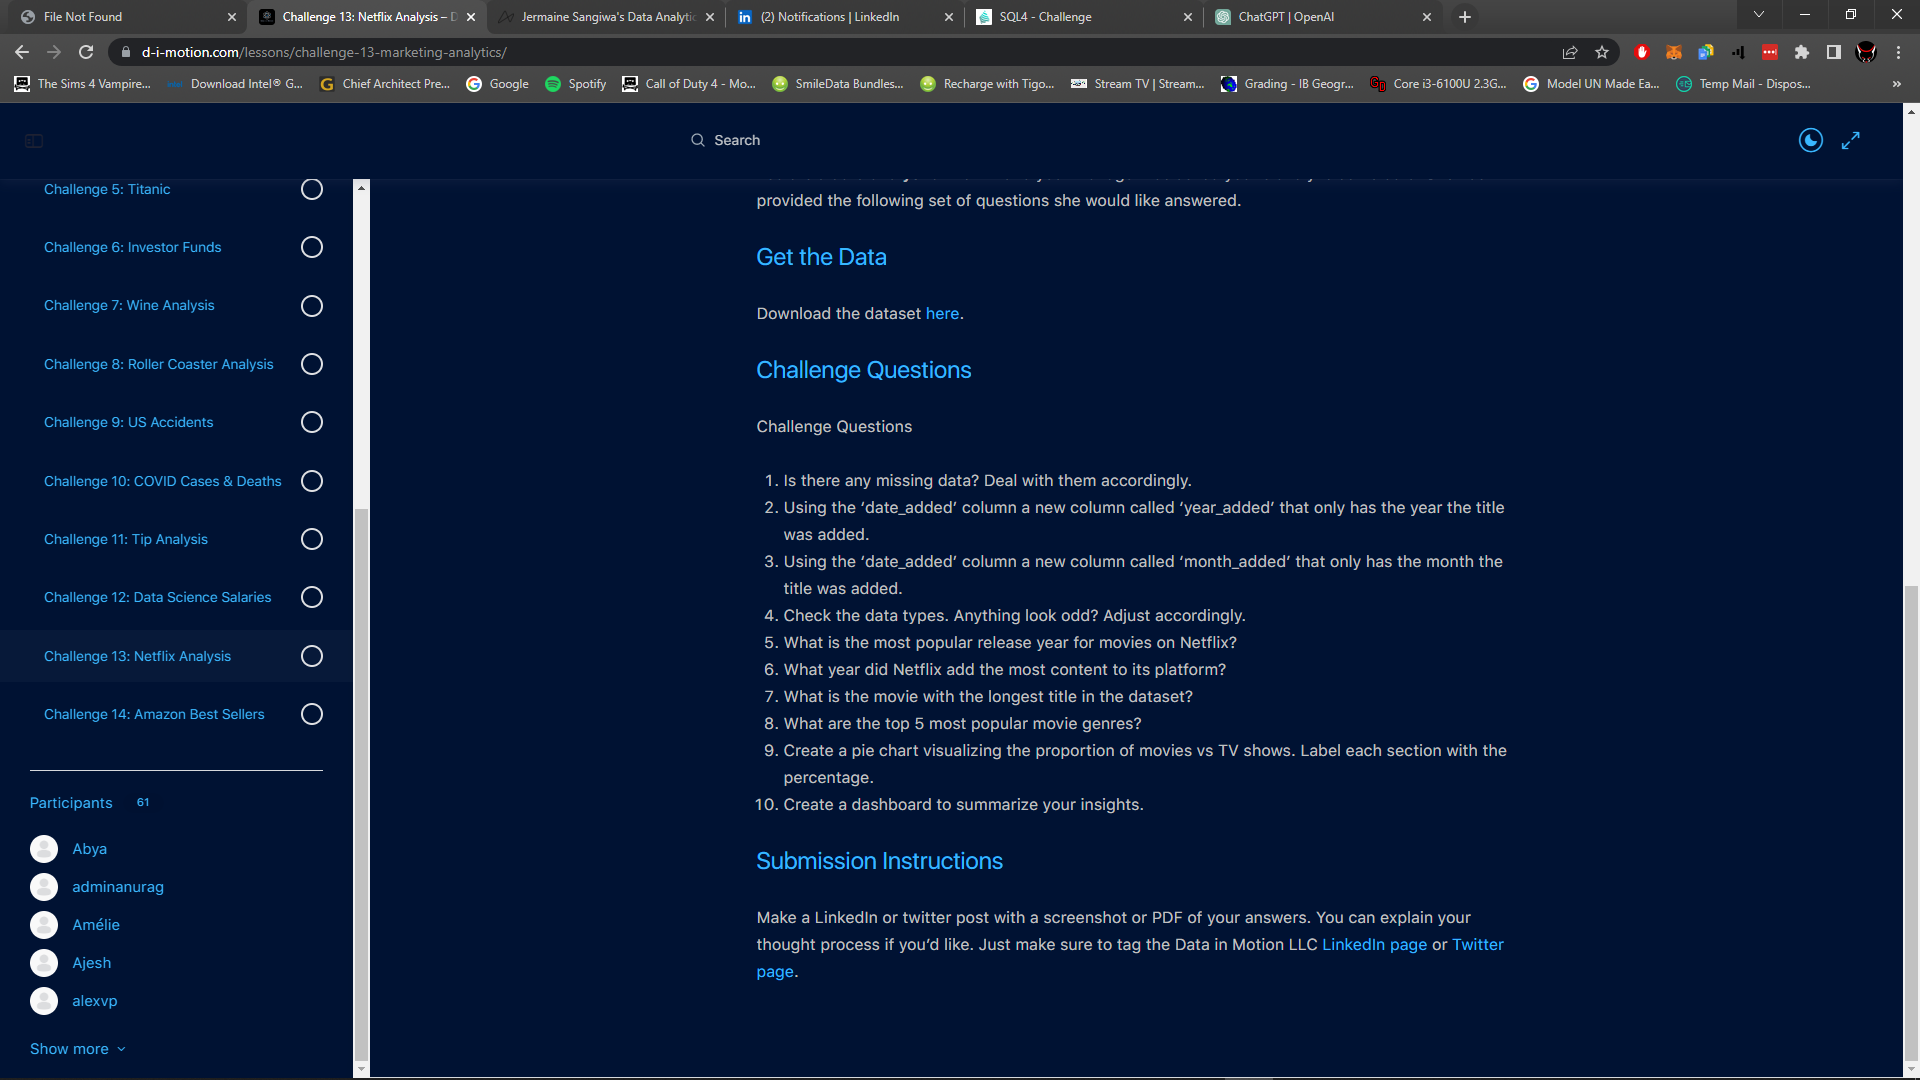 File Not Found
Challenge 13: Netflix Analysis – D
Jermaine Sangiwa's Data Analytic
(2) Notifications | LinkedIn
SQL4 - Challenge
ChatGPT | OpenAI
d-i-motion.com/lessons/challenge-13-marketing-analytics/
The Sims 4 Vampire...
Download Intel® G...
Chief Architect Pre...
Google
Spotify
Call of Duty 4 - Mo...
SmileData Bundles...
Recharge with Tigo...
Stream TV | Stream...
Grading - IB Geogr...
Core i3-6100U 2.3G...
Model UN Made Ea...
Temp Mail - Dispos...
Search
Challenge 5: Titanic
Challenge 6: Investor Funds
Challenge 7: Wine Analysis
Challenge 8: Roller Coaster Analysis
Challenge 9: US Accidents
Challenge 10: COVID Cases & Deaths
Challenge 11: Tip Analysis
Challenge 12: Data Science Salaries
Challenge 13: Netflix Analysis
Challenge 14: Amazon Best Sellers
Participants 61
Abya
adminanurag
Amélie
Ajesh
alexvp
Show more
provided the following set of questions she would like answered.
Get the Data
Download the dataset here.
Challenge Questions
Challenge Questions
1. Is there any missing data? Deal with them accordingly.
2. Using the ‘date_added’ column a new column called ‘year_added’ that only has the year the title
was added.
3. Using the ‘date_added’ column a new column called ‘month_added’ that only has the month the
title was added.
4. Check the data types. Anything look odd? Adjust accordingly.
5. What is the most popular release year for movies on Netflix?
6. What year did Netflix add the most content to its platform?
7. What is the movie with the longest title in the dataset?
8. What are the top 5 most popular movie genres?
9. Create a pie chart visualizing the proportion of movies vs TV shows. Label each section with the
percentage.
10. Create a dashboard to summarize your insights.
Submission Instructions
Make a LinkedIn or twitter post with a screenshot or PDF of your answers. You can explain your
thought process if you’d like. Just make sure to tag the Data in Motion LLC LinkedIn page or Twitter
page.